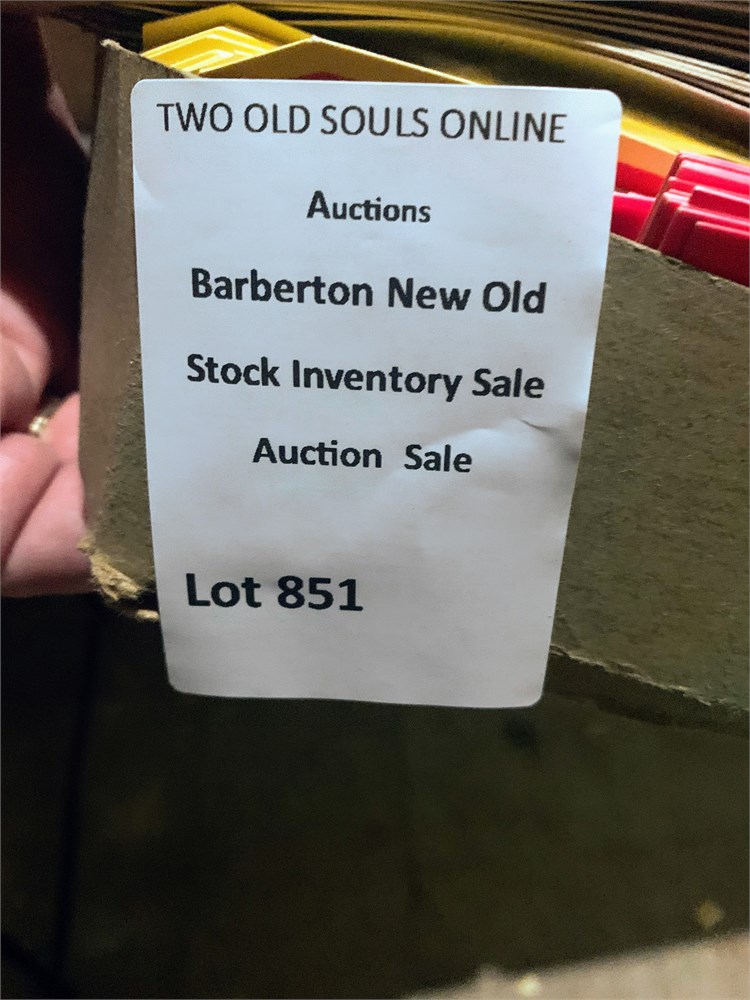 TWO OLD SOULS ONLINE
Auctions
Barberton New Old
Stock Inventory Sale
Auction Sale
Lot 851